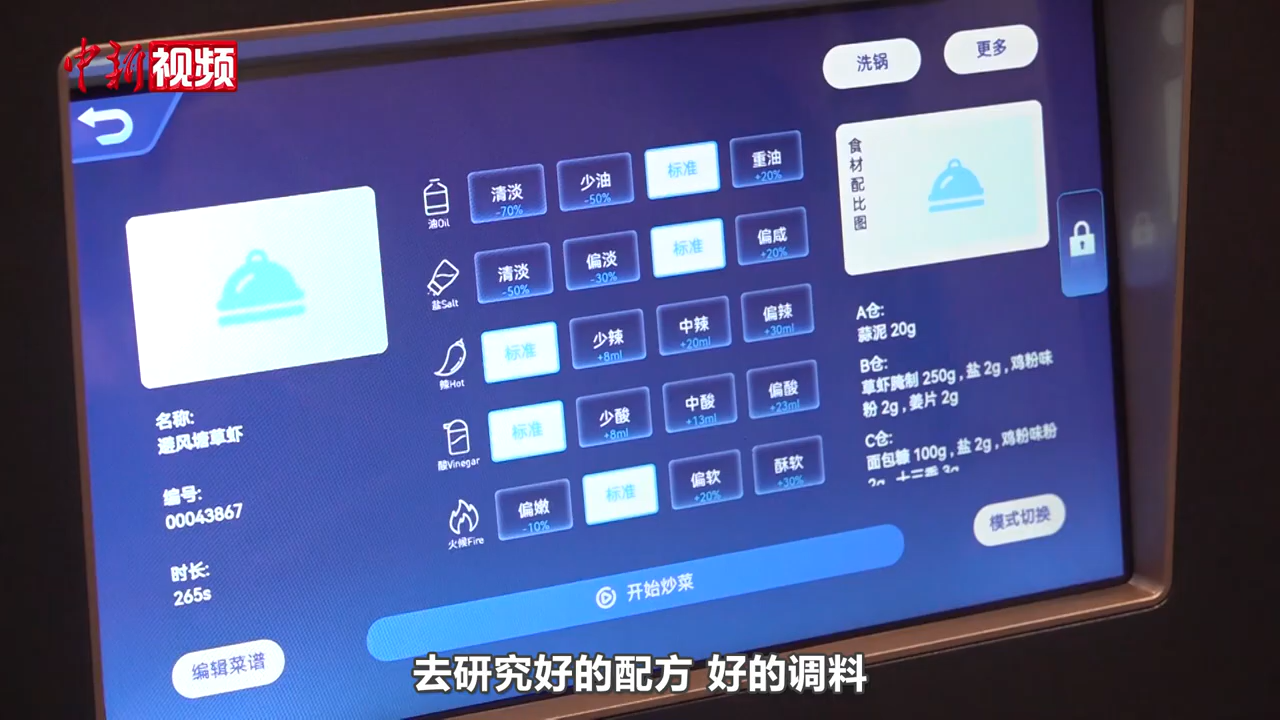 中新视频
洗锅
更多
油Oil
清淡
-70%
少油
-50%
标准
重油
+20%
盐Salt
清淡
-50%
偏淡
-30%
标准
偏咸
+20%
辣Hot
标准
少辣
+8ml
中辣
+20ml
偏辣
+30ml
酸Vinegar
标准
少酸
+8ml
中酸
+13ml
偏酸
+23ml
火候Fire
偏嫩
-10%
标准
偏软
+20%
酥软
+30%
名称:
避风塘草虾
编号:
00043867
时长:
265s
编辑菜谱
开始炒菜
食材配比图
A仓:
蒜泥 20g
B仓:
草虾腌制 250g , 盐 2g , 鸡粉味
粉 2g , 姜片 2g
C仓:
面包糠 100g , 盐 2g , 鸡粉味粉
2g , 十三香 3g
模式切换
去研究好的配方 好的调料